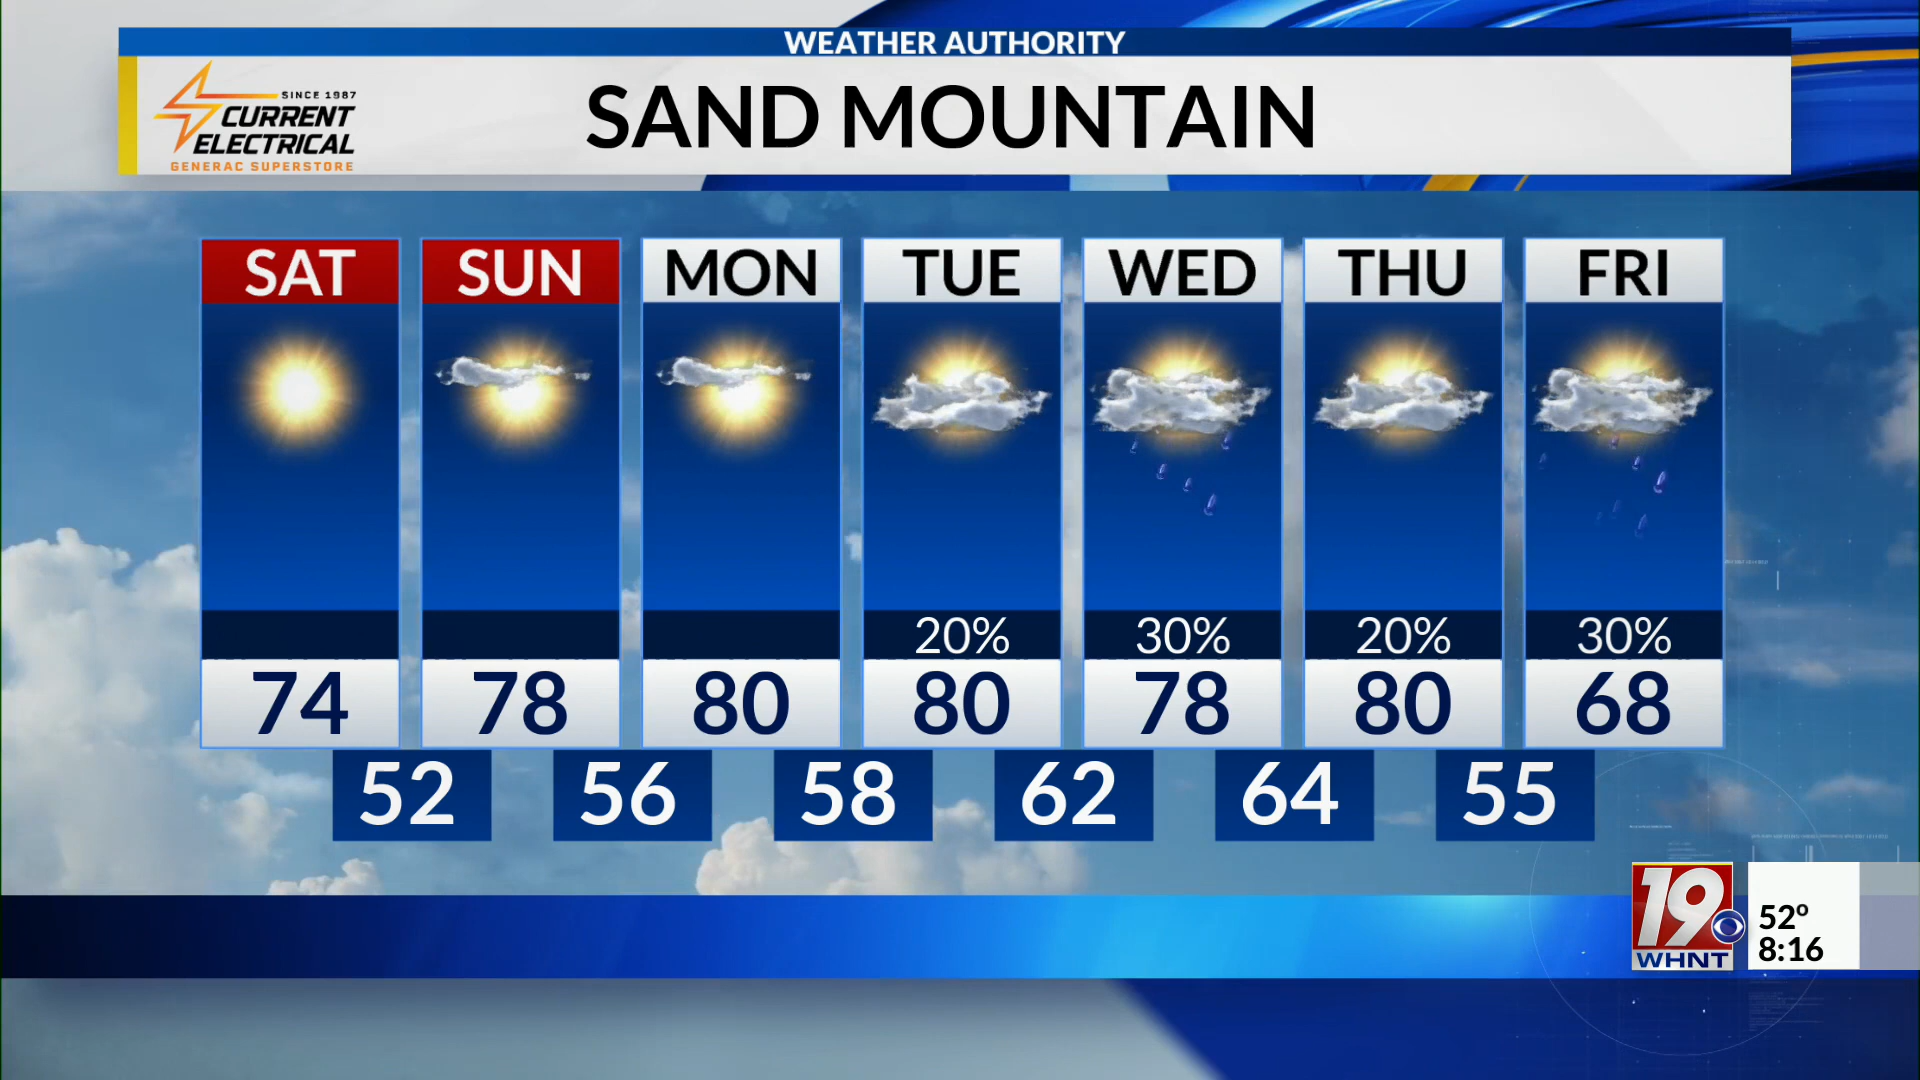 WEATHER AUTHORITY
SINCE 1987
CURRENT
ELECTRICAL
GENERAC SUPERSTORE
SAND MOUNTAIN
SAT SUN MON TUE WED THU FRI
20% 30% 20% 30%
74 78 80 80 78 80 68
52 56 58 62 64 55
19
WHNT
52º
8:16